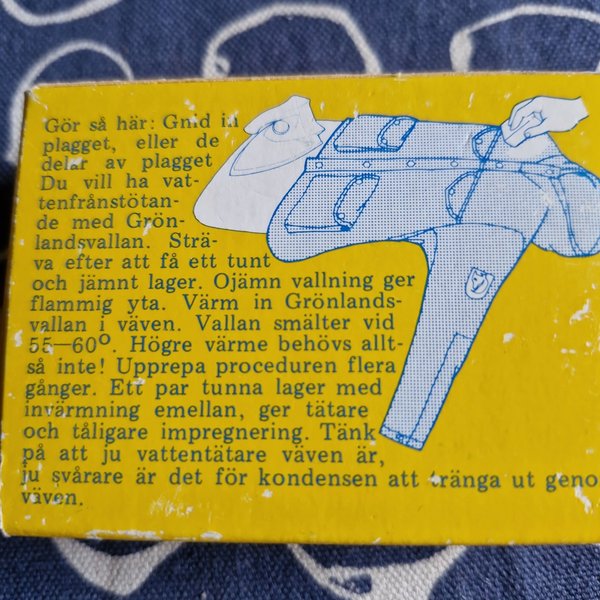 Gör så här: Gnid in
plagget, eller de
delar av plagget
Du vill ha vat-
tenfrånstötan-
de med Grön-
landsvallan. Strä-
va efter att få ett tunt
och jämnt lager. Ojämn vallning ger
flammig yta. Värm in Grönlands-
vallan i väven. Vallan smälter vid
55—60°. Högre värme behövs allt-
så inte! Upprepa proceduren flera
gånger. Ett par tunna lager med
invärmning emellan, ger tätare
och tåligare impregnering. Tänk
på att ju vattentätare väven är,
ju svårare är det för kondensen att tränga ut geno
väven.